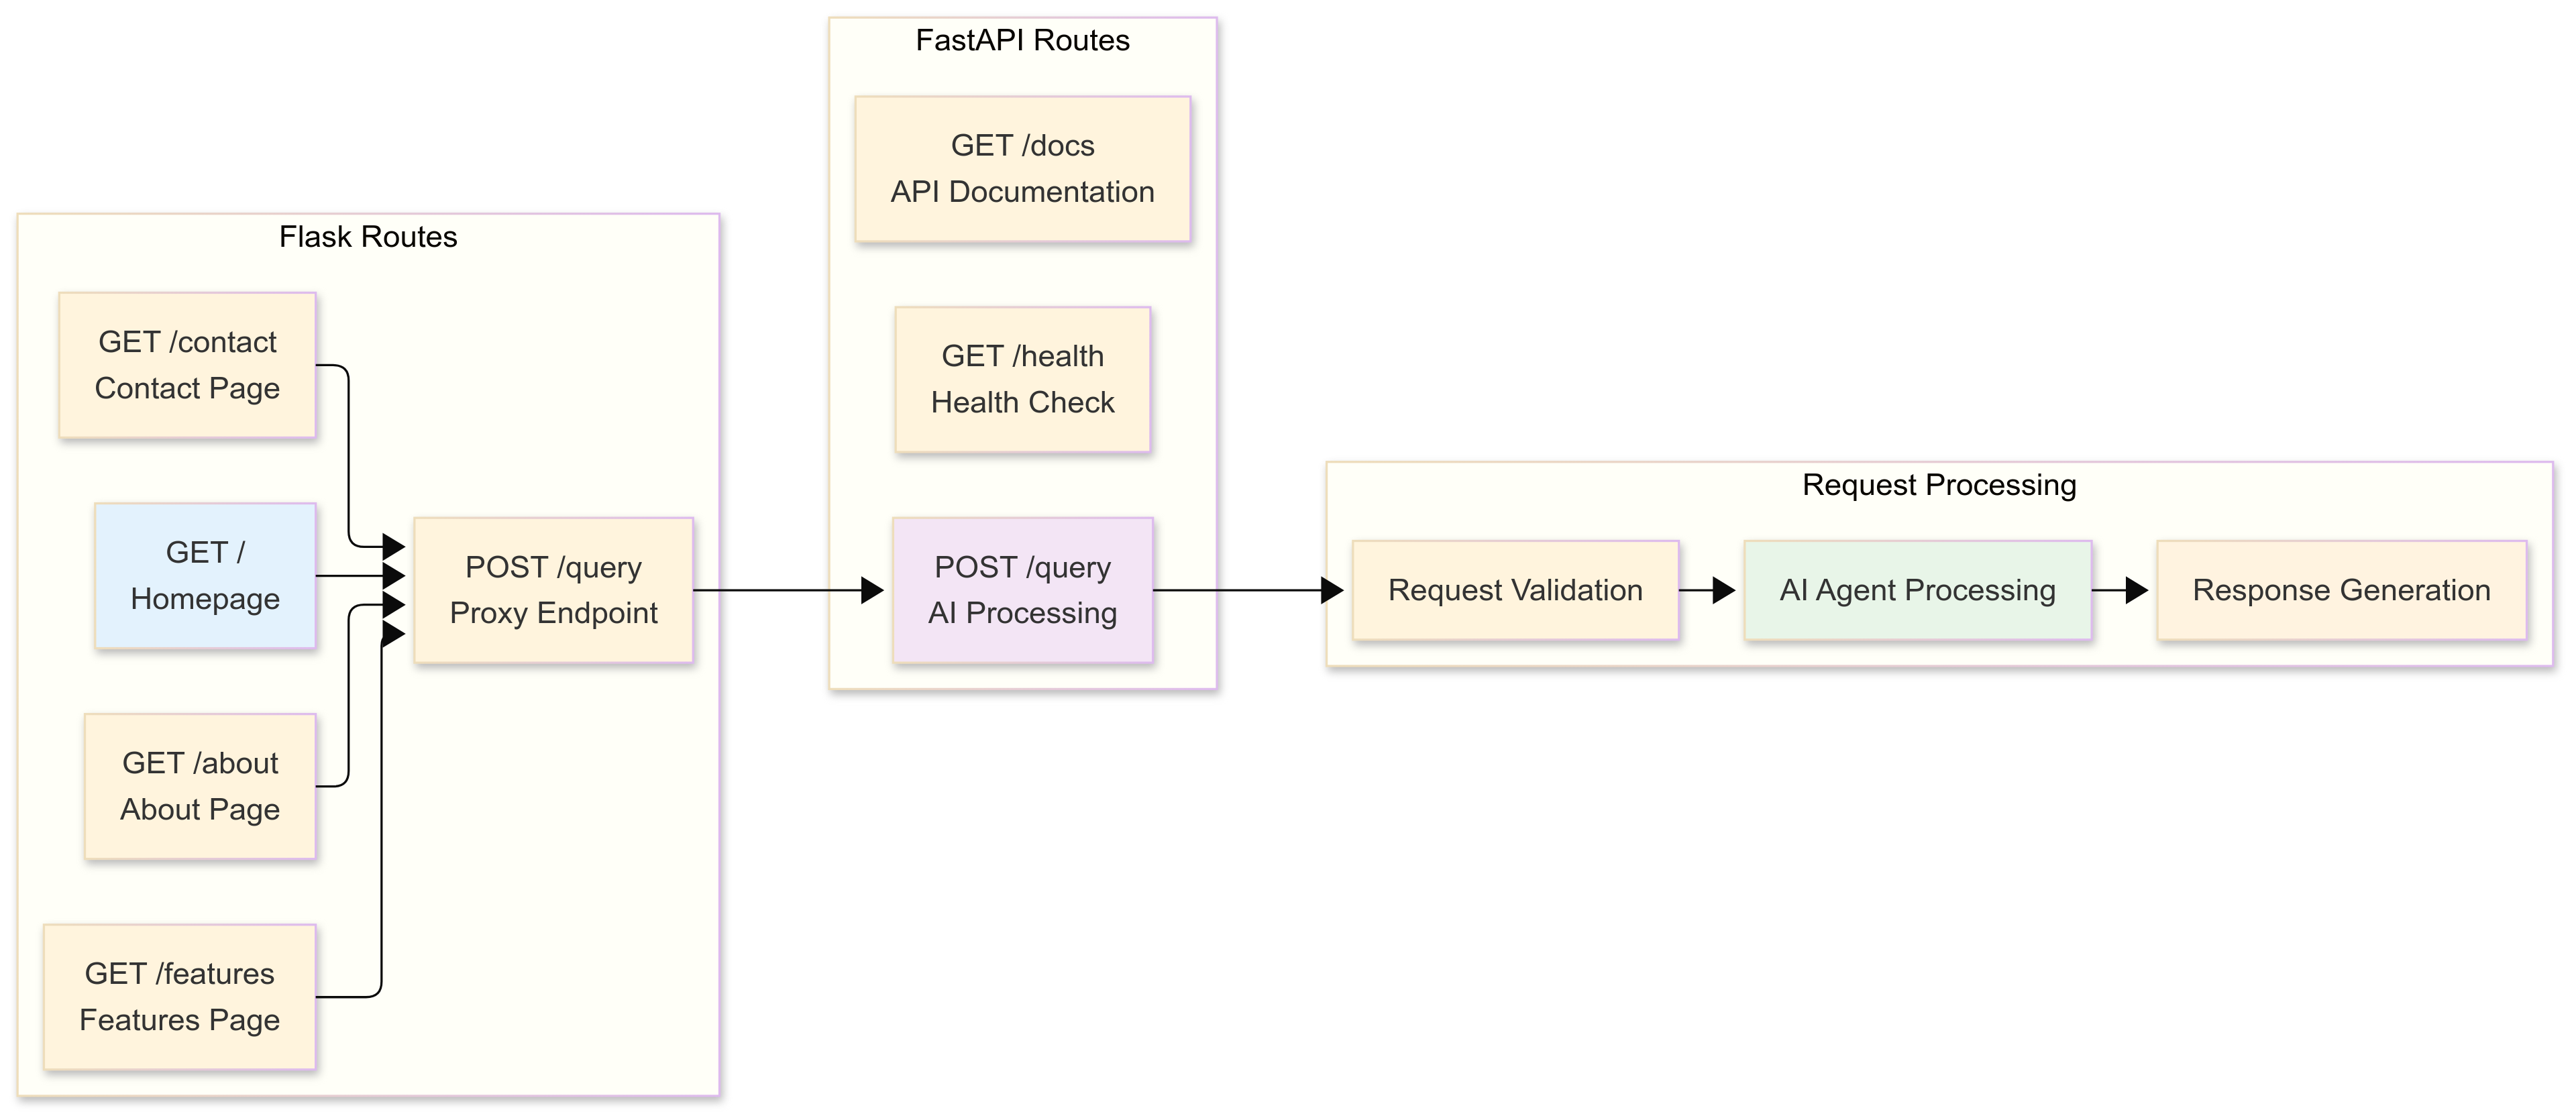 Flask Routes
GET /contact
Contact Page
GET /
Homepage
GET /about
About Page
GET /features
Features Page
POST /query
Proxy Endpoint
FastAPI Routes
GET /docs
API Documentation
GET /health
Health Check
POST /query
AI Processing
Request Processing
Request Validation
AI Agent Processing
Response Generation